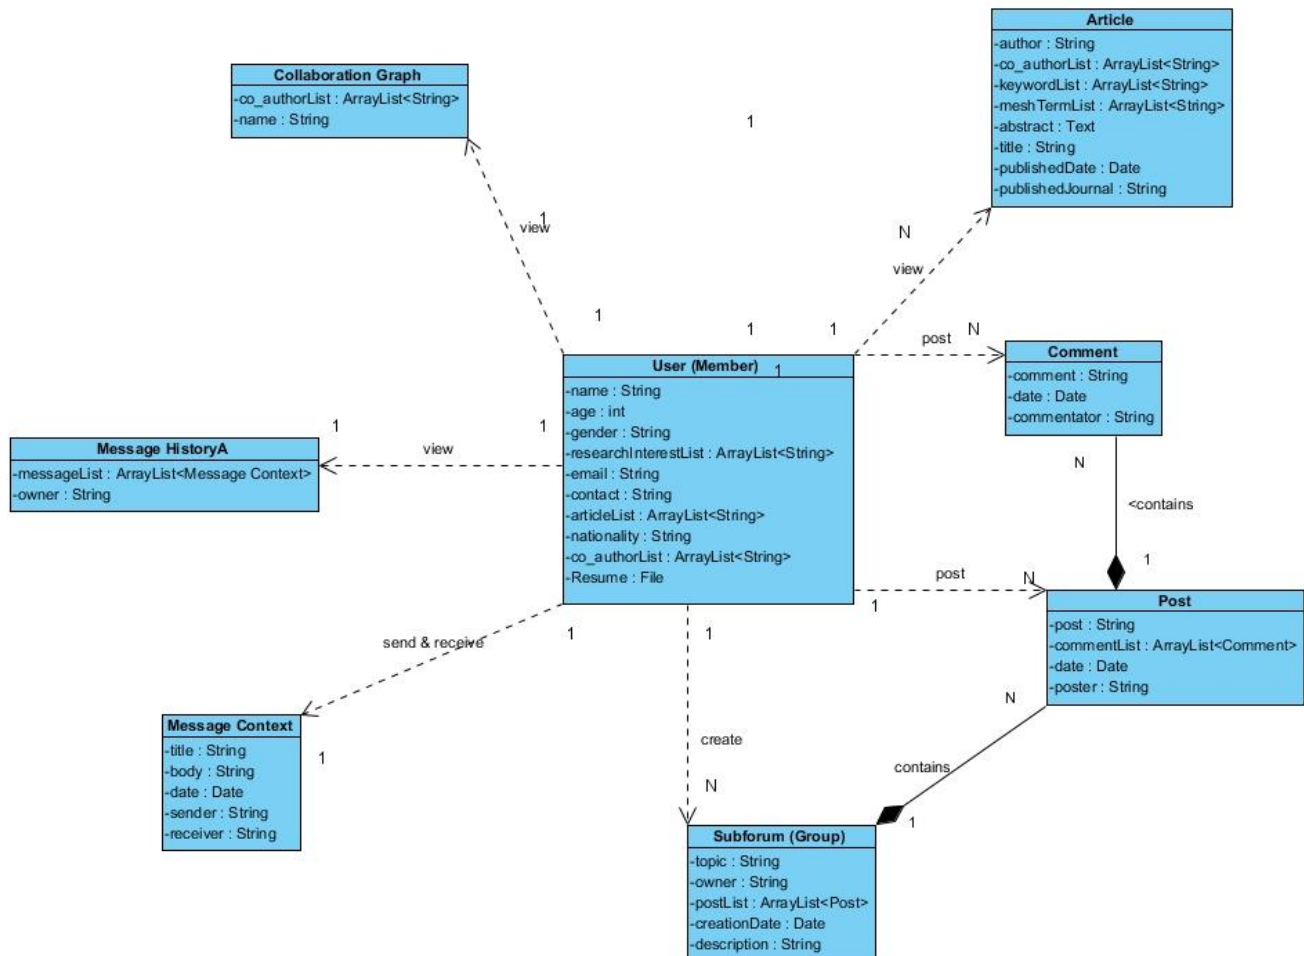 Article
-author : String
-co_authorList : ArrayList<String>
-keywordList : ArrayList<String>
-meshTermList : ArrayList<String>
-abstract : Text
-title : String
-publishedDate : Date
-publishedJournal : String
Collaboration Graph
-co_authorList : ArrayList<String>
-name : String
1
view
1
N
view
1
1
1
N
post
User (Member)
1
-name : String
-age : int
-gender : String
-researchInterestList : ArrayList<String>
-email : String
-contact : String
-articleList : ArrayList<String>
-nationality : String
-co_authorList : ArrayList<String>
-Resume : File
Comment
-comment : String
-date : Date
-commentator : String
1
view
1
Message HistoryA
-messageList : ArrayList<Message Context>
-owner : String
N
<contains
1
post
N
1
Post
-post : String
-commentList : ArrayList<Comment>
-date : Date
-poster : String
send & receive
1
1
Message Context
-title : String
-body : String
-date : Date
-sender : String
-receiver : String
1
create
N
N
contains
1
Subforum (Group)
-topic : String
-owner : String
-postList : ArrayList<Post>
-creationDate : Date
-description : String